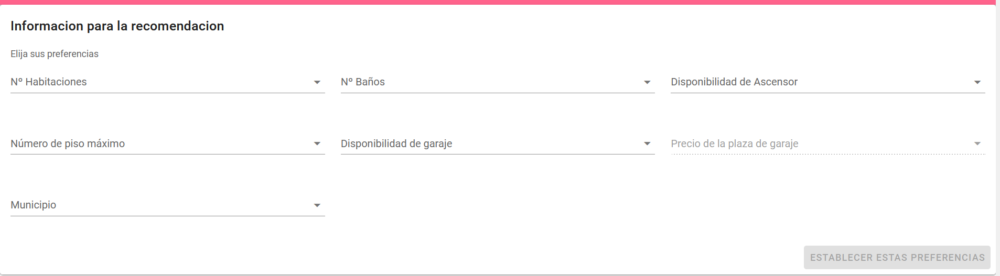 Informacion para la recomendacion
Elija sus preferencias
Nº Habitaciones
Nº Baños
Disponibilidad de Ascensor
Número de piso máximo
Disponibilidad de garaje
Precio de la plaza de garaje
Municipio
ESTABLECER ESTAS PREFERENCIAS